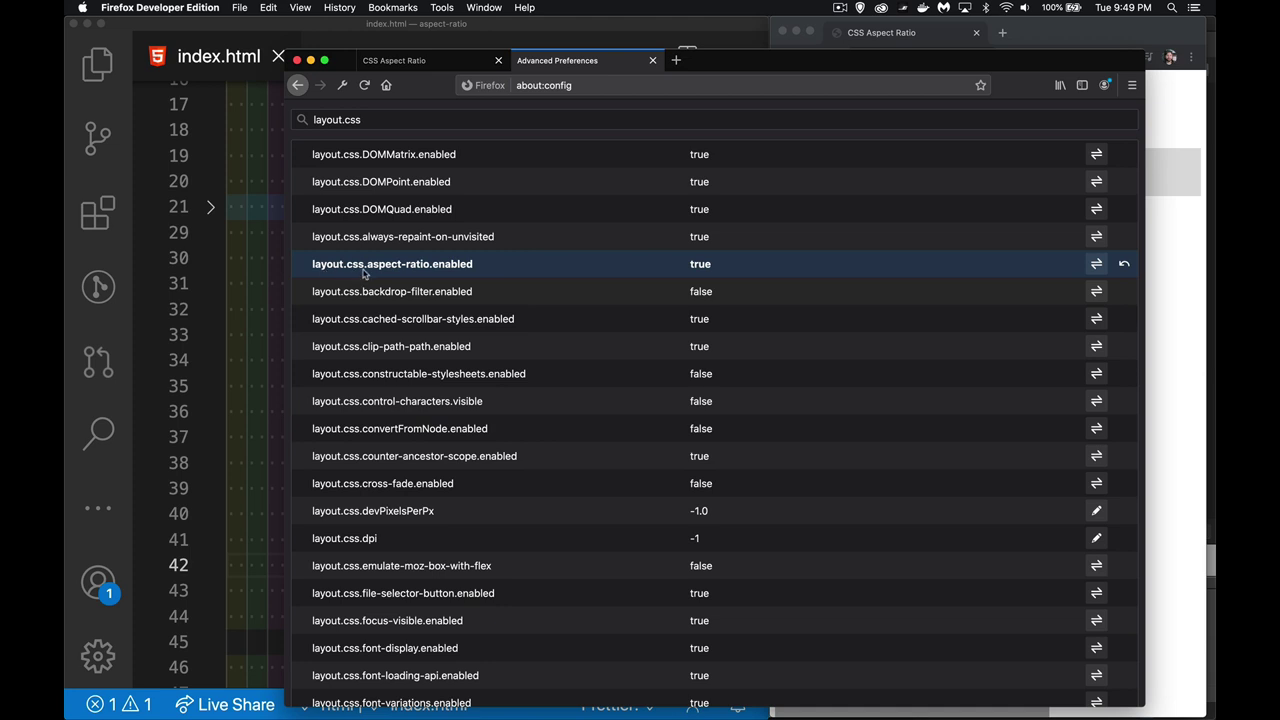 Firefox Developer Edition File Edit View History Bookmarks Tools Window Help 100% Tue 9:49 PM
index.html — aspect-ratio
CSS Aspect Ratio
index.html
CSS Aspect Ratio
Advanced Preferences
Firefox about:config
layout.css
layout.css.DOMMatrix.enabled true
layout.css.DOMPoint.enabled true
layout.css.DOMQuad.enabled true
layout.css.always-repaint-on-unvisited true
layout.css.aspect-ratio.enabled true
layout.css.backdrop-filter.enabled false
layout.css.cached-scrollbar-styles.enabled true
layout.css.clip-path-path.enabled true
layout.css.constructable-stylesheets.enabled false
layout.css.control-characters.visible false
layout.css.convertFromNode.enabled true
layout.css.counter-ancestor-scope.enabled true
layout.css.cross-fade.enabled false
layout.css.devPixelsPerPx -1.0
layout.css.dpi -1
layout.css.emulate-moz-box-with-flex false
layout.css.file-selector-button.enabled true
layout.css.focus-visible.enabled true
layout.css.font-display.enabled true
layout.css.font-loading-api.enabled true
layout.css.font-variations.enabled true
17
18
19
20
21
29
30
31
32
33
34
35
36
37
38
39
40
41
42
43
44
45
46
1
1 1 Live Share